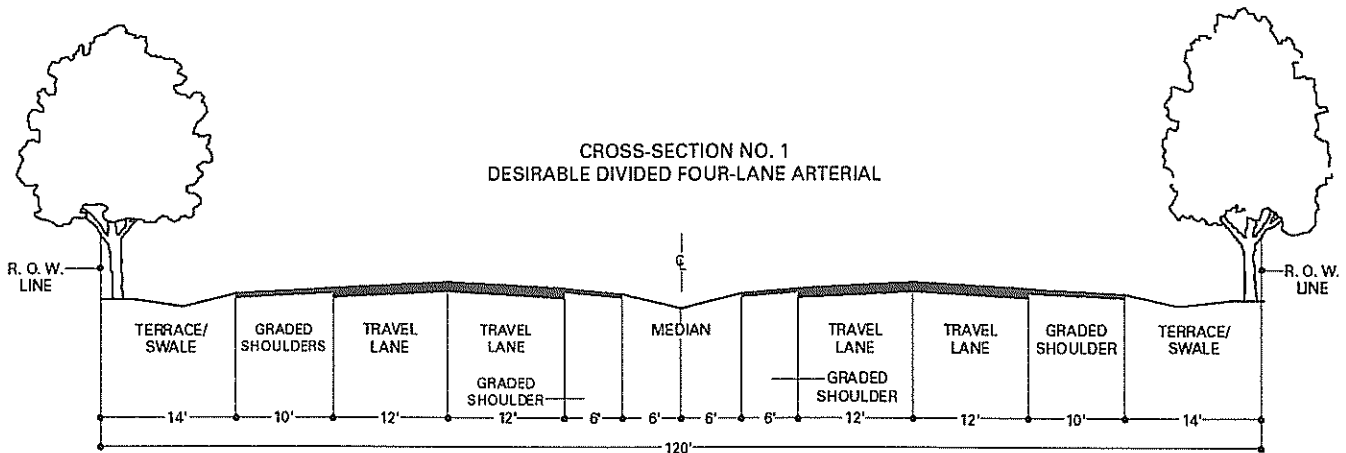 CROSS-SECTION NO. 1
DESIRABLE DIVIDED FOUR-LANE ARTERIAL
℄
R. O. W.
LINE
R. O. W.
LINE
TERRACE/
SWALE
GRADED
SHOULDERS
TRAVEL
LANE
TRAVEL
LANE
MEDIAN
TRAVEL
LANE
TRAVEL
LANE
GRADED
SHOULDER
TERRACE/
SWALE
GRADED
SHOULDER
GRADED
SHOULDER
14' 10' 12' 12' 6' 6' 6' 6' 12' 12' 10' 14'
120'